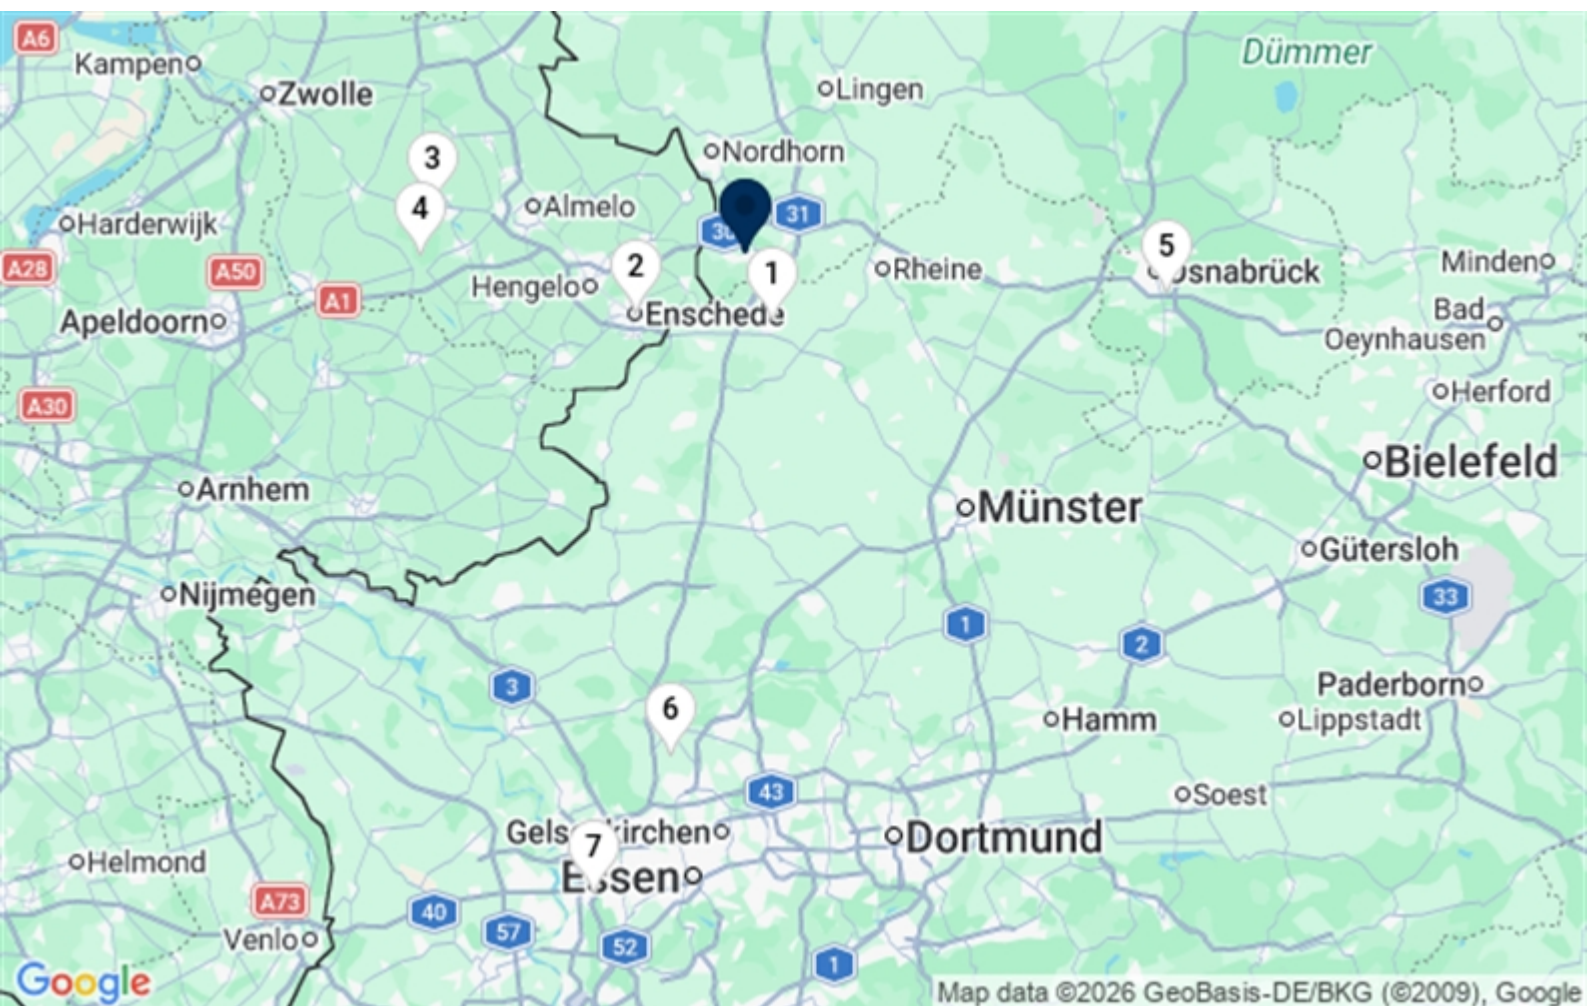 A6
Kampen
Zwolle
Dümmer
Lingen
3
Nordhorn
4
Almelo
31
Harderwijk
5
A28
A50
2
1
Rheine
Osnabrück
Minden
Hengelo
A1
Enschede
Apeldoorn
Bad
Oeynhausen
A30
Herford
Bielefeld
Arnhem
Münster
Gütersloh
Nijmegen
33
1
2
3
Paderborn
6
Hamm
Lippstadt
43
Soest
Gels kirchen
7
Dortmund
Essen
Helmond
A73
40
57
52
Venlo
1
Google
Map data ©2026 GeoBasis-DE/BKG (©2009), Google